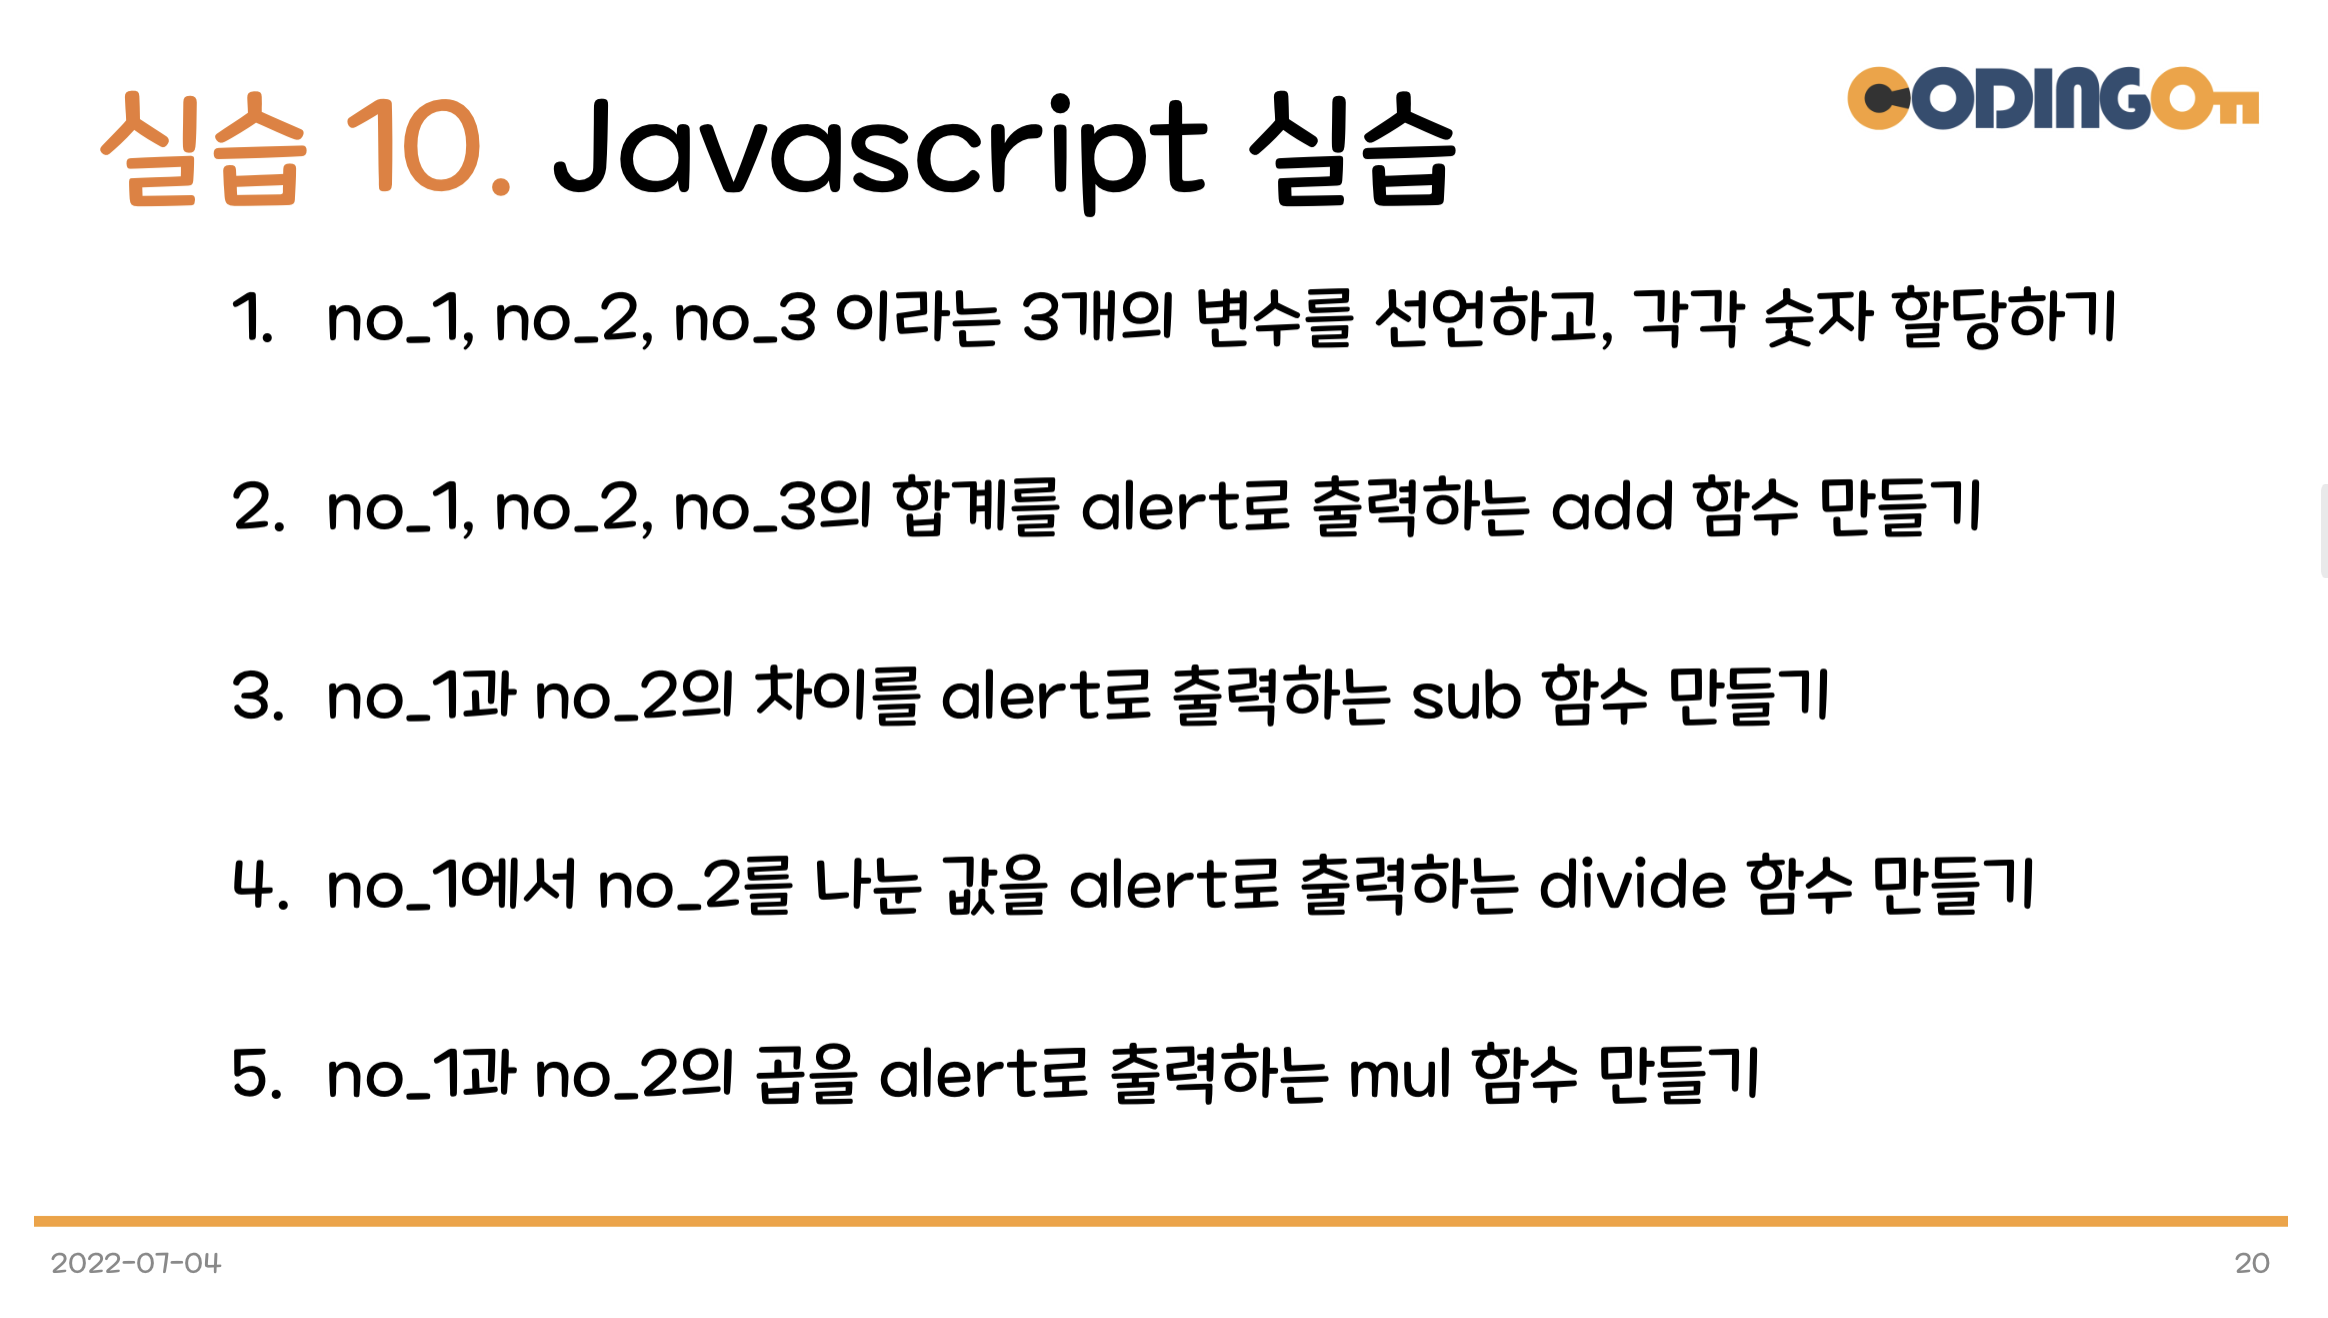 실습 10. Javascript 실습
CODINGOn
1. no_1, no_2, no_3 이라는 3개의 변수를 선언하고, 각각 숫자 할당하기
2. no_1, no_2, no_3의 합계를 alert로 출력하는 add 함수 만들기
3. no_1과 no_2의 차이를 alert로 출력하는 sub 함수 만들기
4. no_1에서 no_2를 나눈 값을 alert로 출력하는 divide 함수 만들기
5. no_1과 no_2의 곱을 alert로 출력하는 mul 함수 만들기
2022-07-04
20